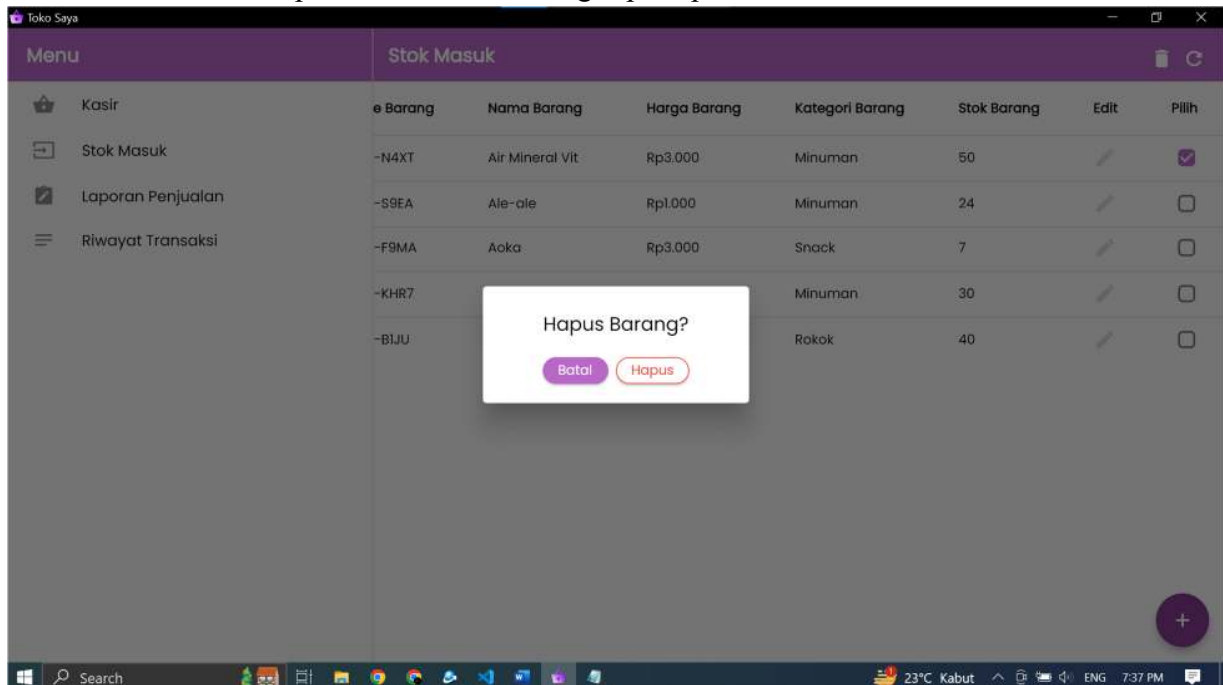 Toko Saya
Menu
Stok Masuk
Kasir
Stok Masuk
Laporan Penjualan
Riwayat Transaksi
e Barang Nama Barang Harga Barang Kategori Barang Stok Barang Edit Pilih
-N4XT Air Mineral Vit Rp3.000 Minuman 50
-S9EA Ale-ale Rp1.000 Minuman 24
-F9MA Aoka Rp3.000 Snack 7
-KHR7 Minuman 30
-B1JU Rokok 40
Hapus Barang?
Batal Hapus
Search 23°C Kabut ENG 7:37 PM